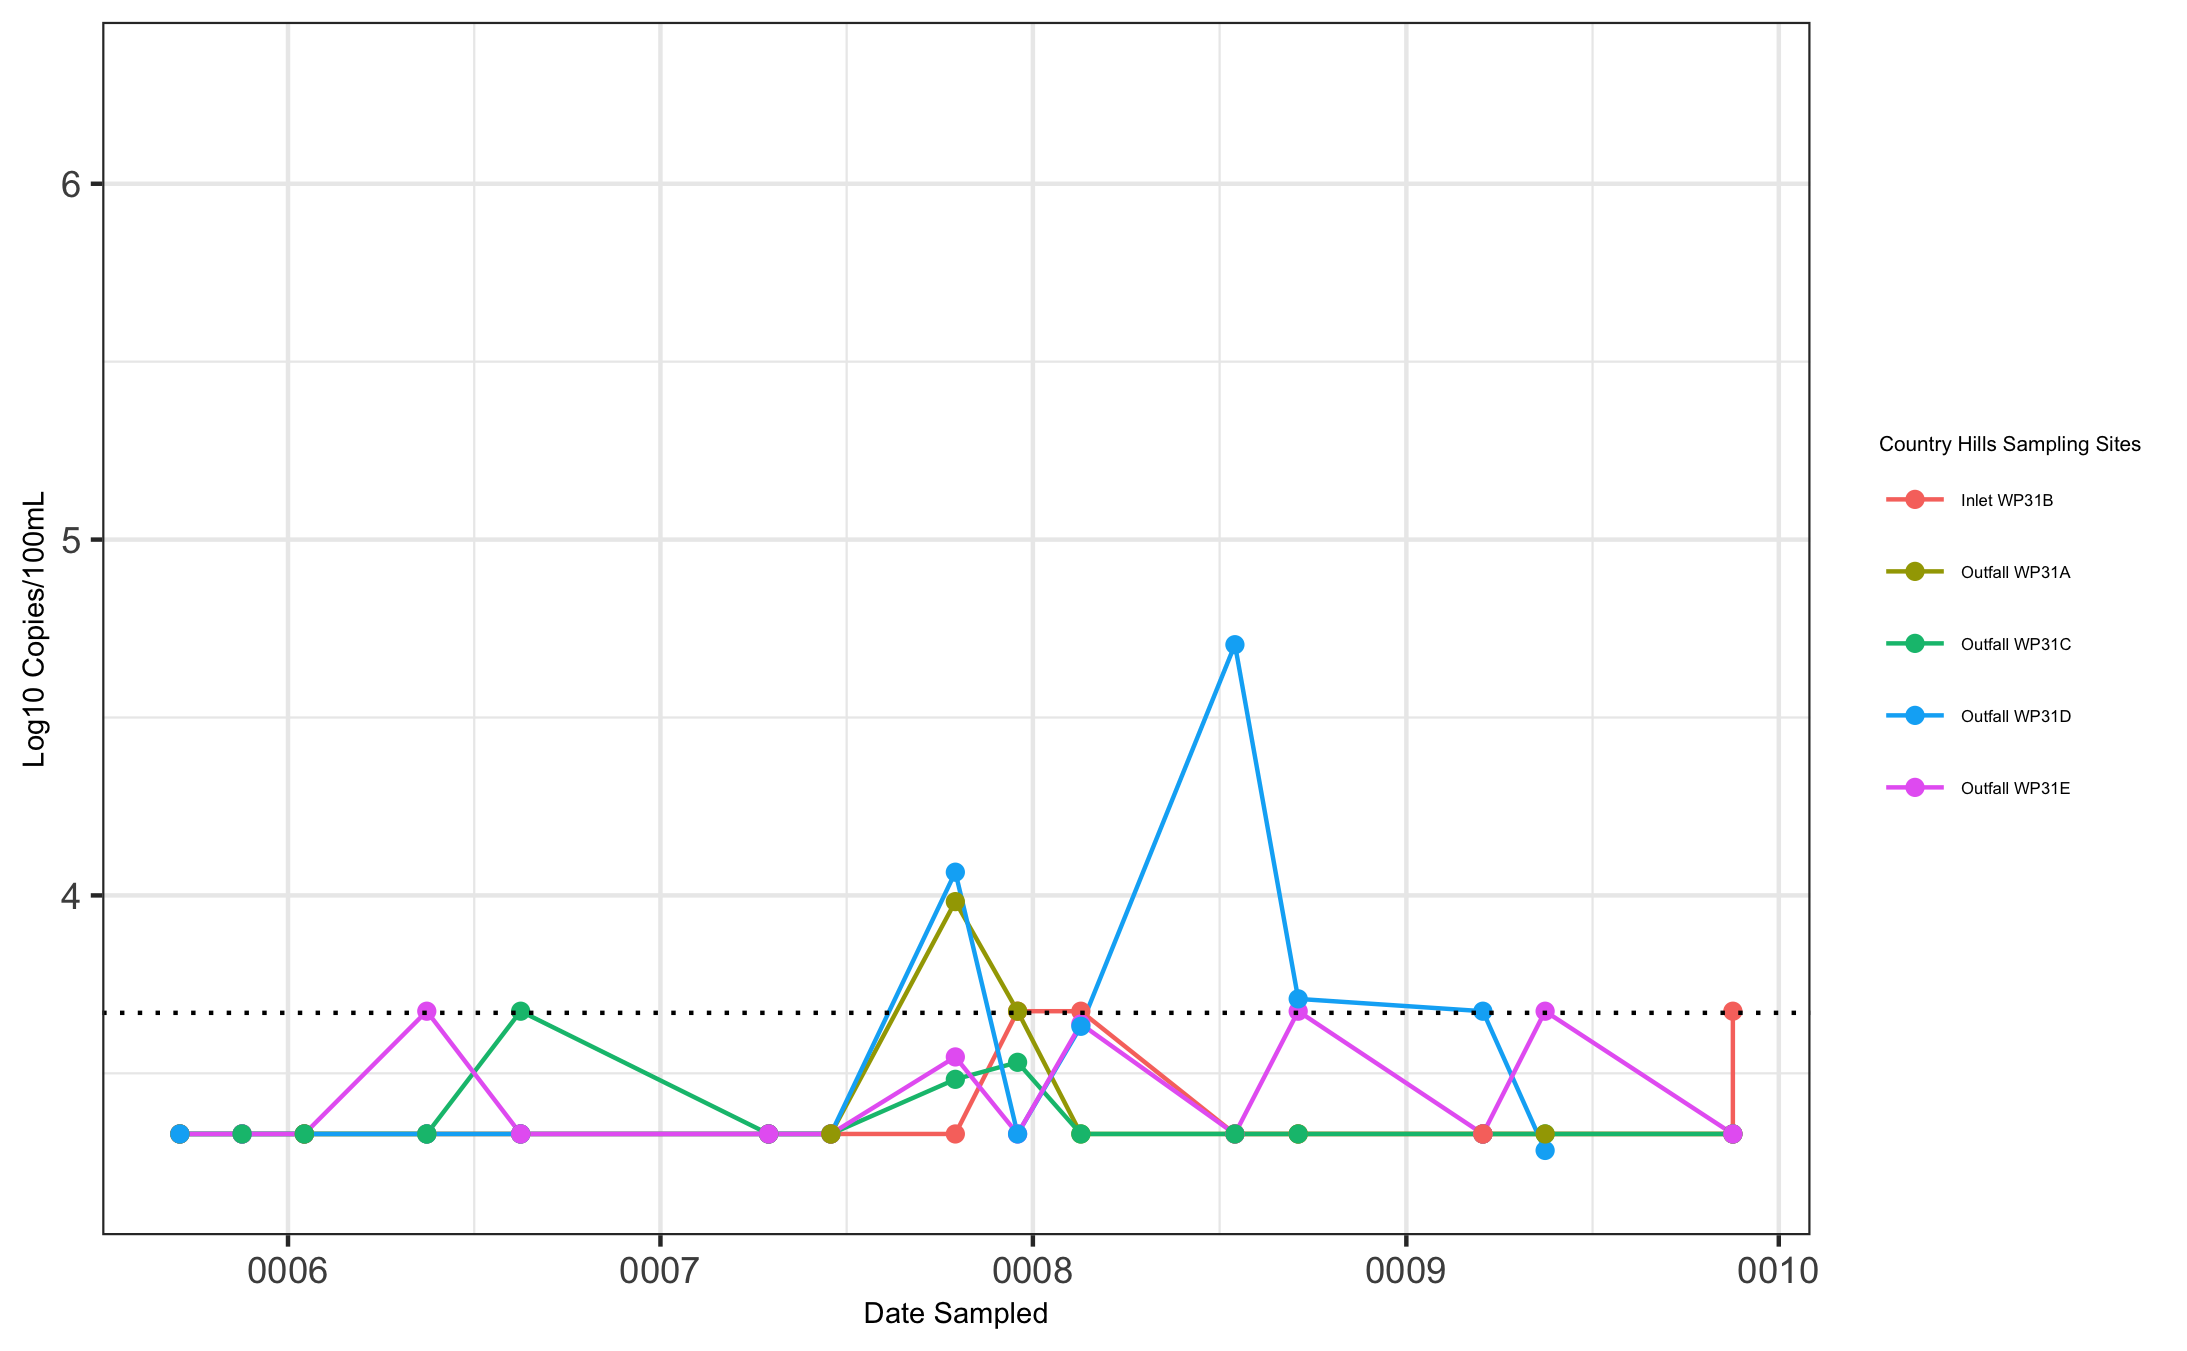 Log10 Copies/100mL
6
5
4
0006
0007
0008
0009
0010
Date Sampled
Country Hills Sampling Sites
Inlet WP31B
Outfall WP31A
Outfall WP31C
Outfall WP31D
Outfall WP31E